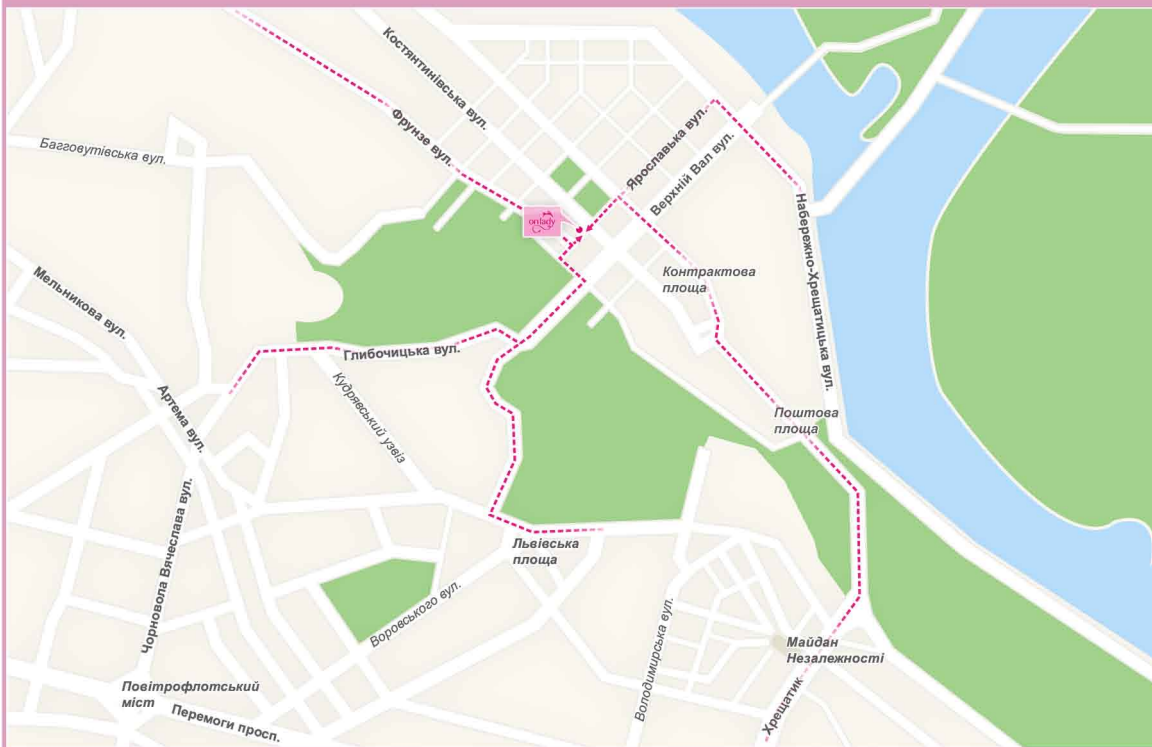 Костянтинівська вул.
Фрунзе вул.
Багговутівська вул.
Ярославька вул.
Верхній Вал вул.
onlady
Набережно-Хрещатицька вул.
Контрактова
площа
Мельникова вул.
Глибочицька вул.
Кудрявський узвіз
Артема вул.
Поштова
площа
Чорновола Вячеслава вул.
Львівська
площа
Воровського вул.
Володимирська вул.
Майдан
Незалежності
Повітрофлотський
міст
Перемоги просп.
Хрещатик